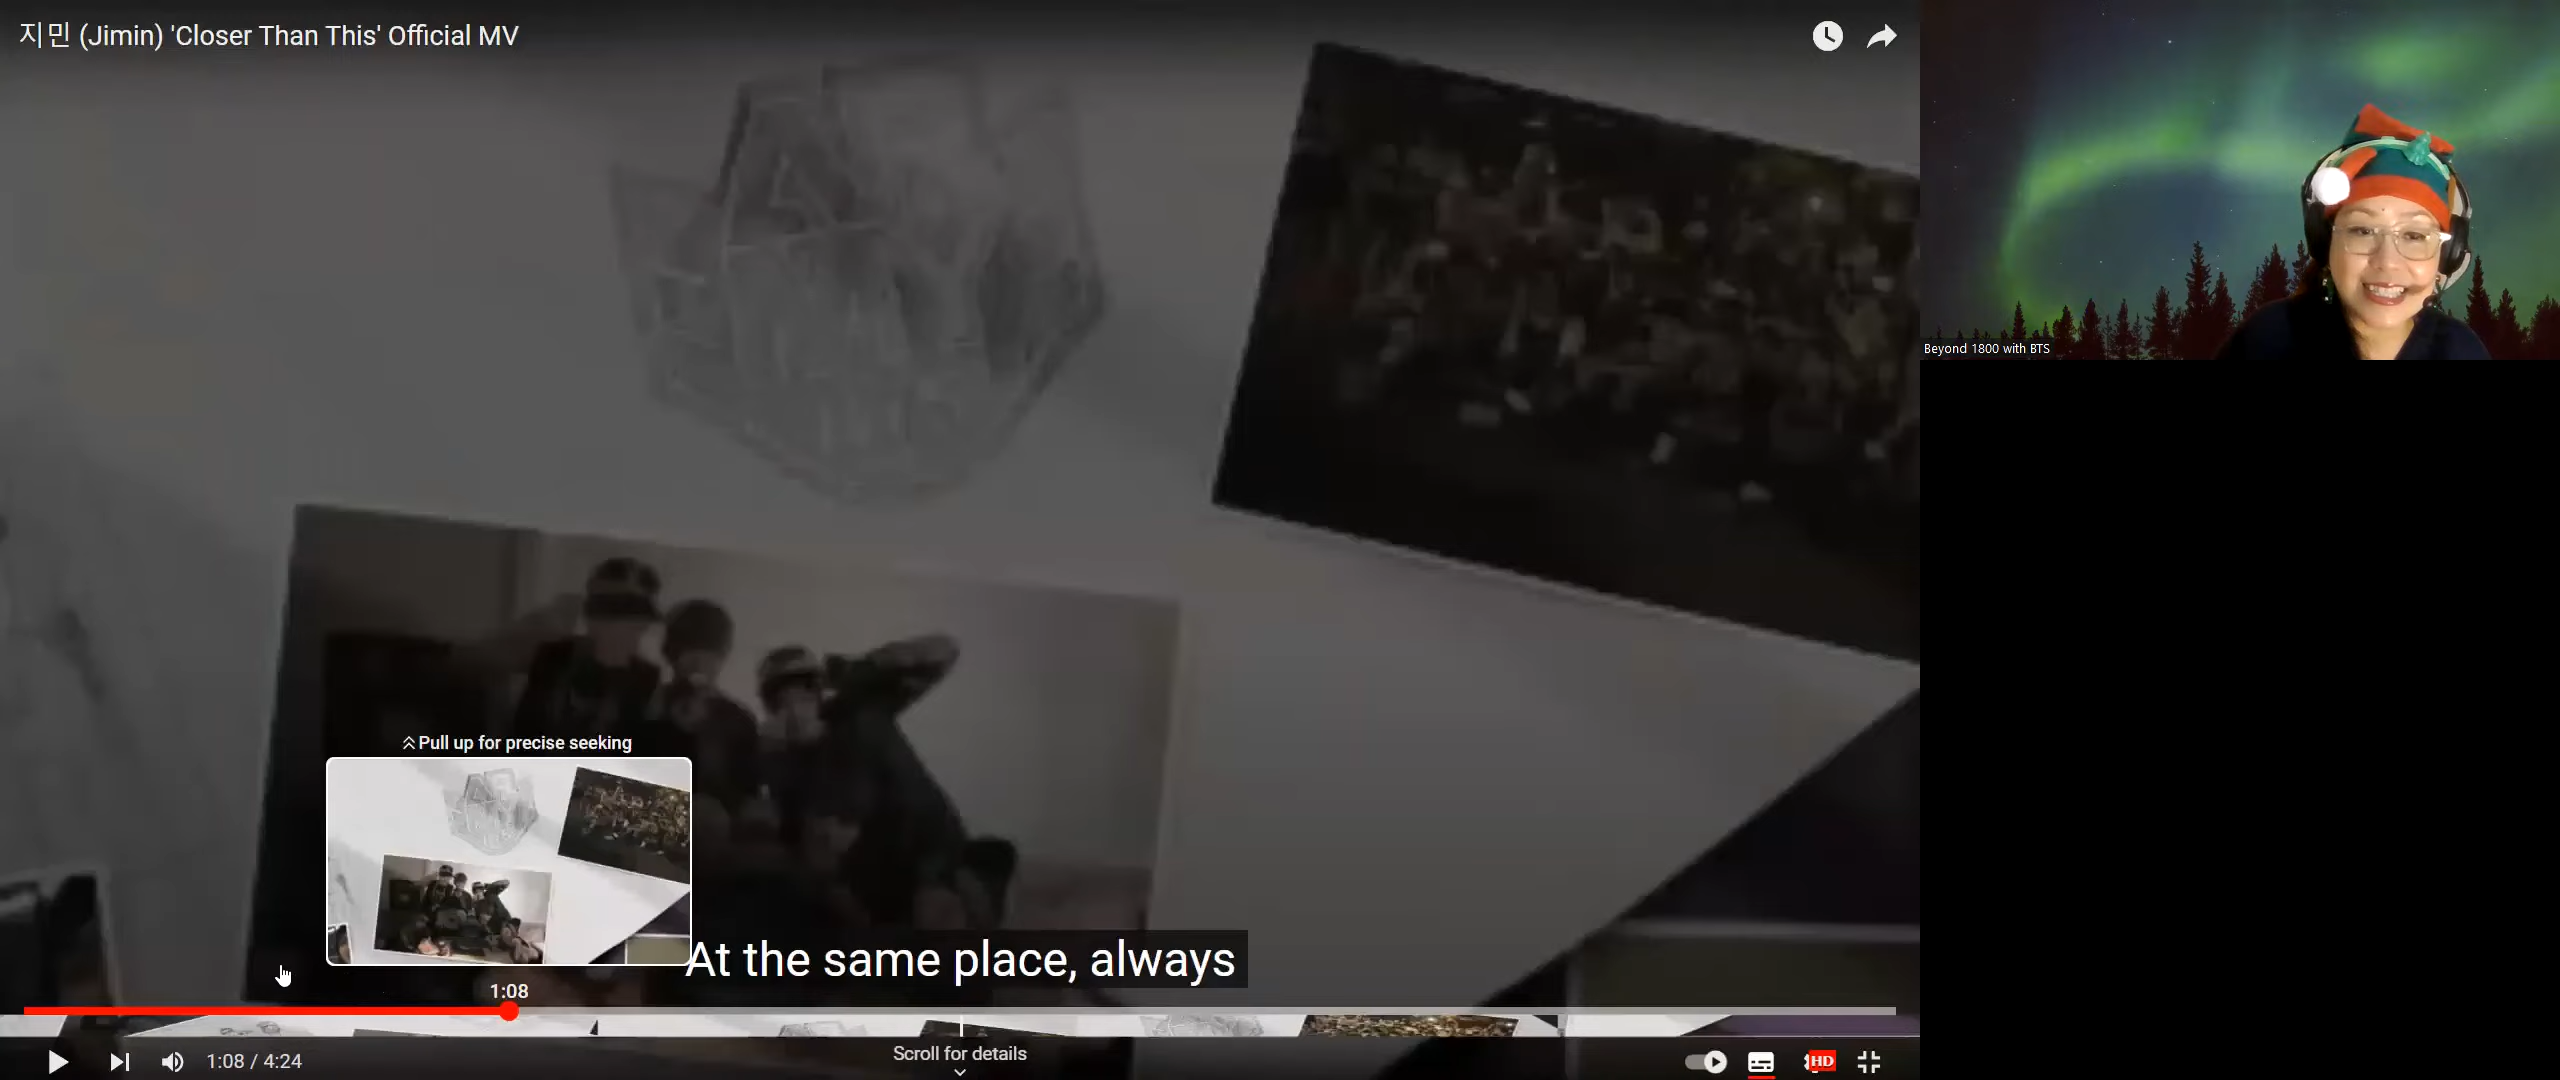 지민 (Jimin) 'Closer Than This' Official MV
Beyond 1800 with BTS
Pull up for precise seeking
At the same place, always
1:08
1:08 / 4:24
Scroll for details
HD